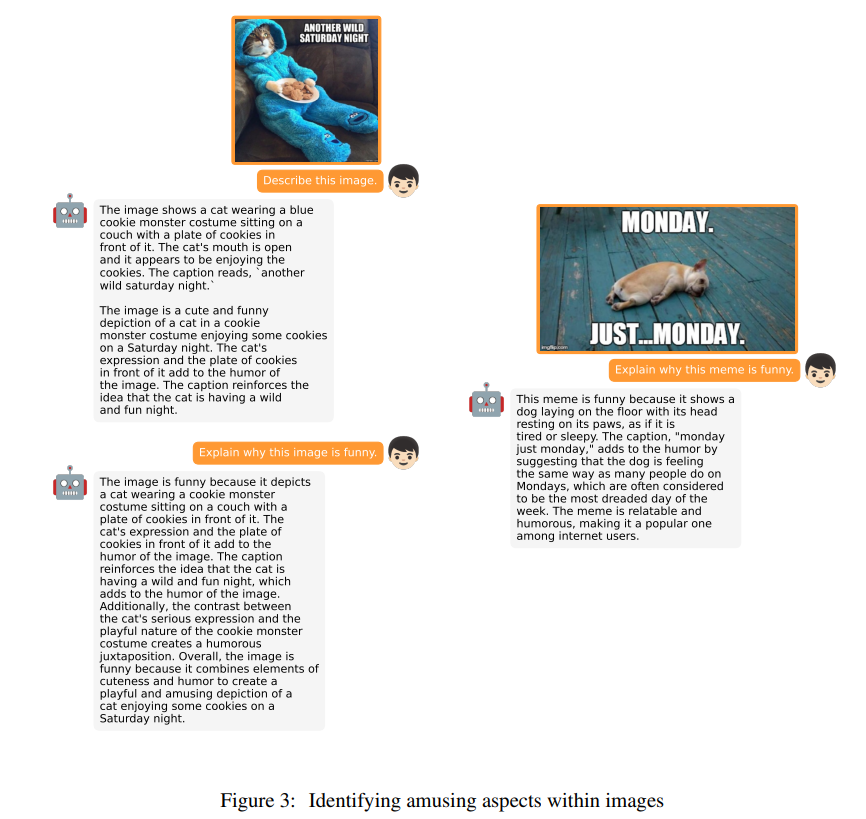 ANOTHER WILD
SATURDAY NIGHT
Describe this image.
The image shows a cat wearing a blue
cookie monster costume sitting on a
couch with a plate of cookies in
front of it. The cat's mouth is open
and it appears to be enjoying the
cookies. The caption reads, `another
wild saturday night.`
The image is a cute and funny
depiction of a cat in a cookie
monster costume enjoying some cookies
on a Saturday night. The cat's
expression and the plate of cookies
in front of it add to the humor of
the image. The caption reinforces the
idea that the cat is having a wild
and fun night.
Explain why this image is funny.
The image is funny because it depicts
a cat wearing a cookie monster
costume sitting on a couch with a
plate of cookies in front of it. The
cat's expression and the plate of
cookies in front of it add to the
humor of the image. The caption
reinforces the idea that the cat is
having a wild and fun night, which
adds to the humor of the image.
Additionally, the contrast between
the cat's serious expression and the
playful nature of the cookie monster
costume creates a humorous
juxtaposition. Overall, the image is
funny because it combines elements of
cuteness and humor to create a
playful and amusing depiction of a
cat enjoying some cookies on a
Saturday night.
MONDAY.
JUST...MONDAY.
imgflip.com
Explain why this meme is funny.
This meme is funny because it shows a
dog laying on the floor with its head
resting on its paws, as if it is
tired or sleepy. The caption, "monday
just monday," adds to the humor by
suggesting that the dog is feeling
the same way as many people do on
Mondays, which are often considered
to be the most dreaded day of the
week. The meme is relatable and
humorous, making it a popular one
among internet users.
Figure 3: Identifying amusing aspects within images